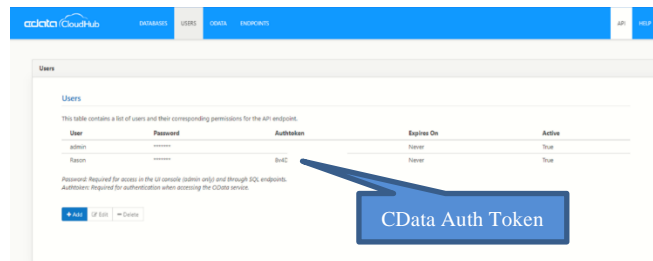 cdata CloudHub DATABASES USERS ODATA ENDPOINTS API HELP
Users
Users
This table contains a list of users and their corresponding permissions for the API endpoint.
User Password Authtoken Expires On Active
admin ******* Never True
Rason ******* 8v4Z Never True
Password: Required for access in the UI console (admin only) and through SQL endpoints.
Authtoken: Required for authentication when accessing the OData service.
Add Edit Delete
CData Auth Token